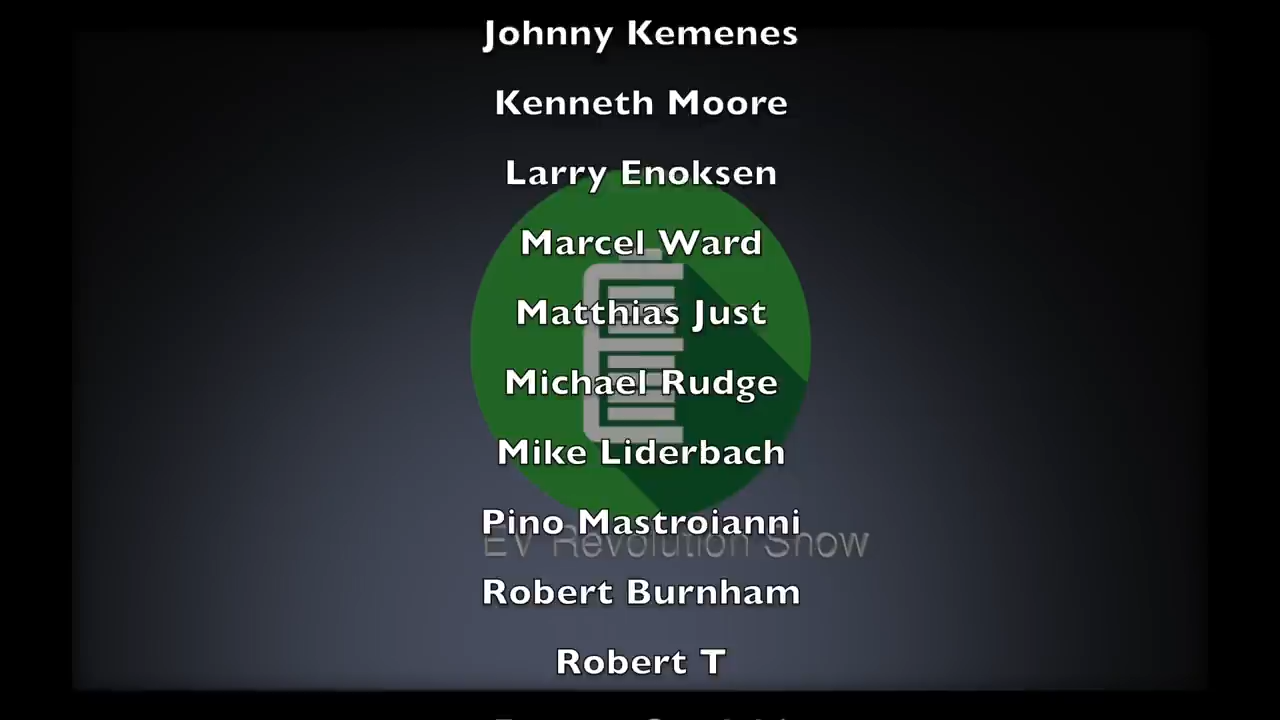 Johnny Kemenes
Kenneth Moore
Larry Enoksen
Marcel Ward
Matthias Just
Michael Rudge
Mike Liderbach
Pino Mastroianni
EV Revolution Show
Robert Burnham
Robert T